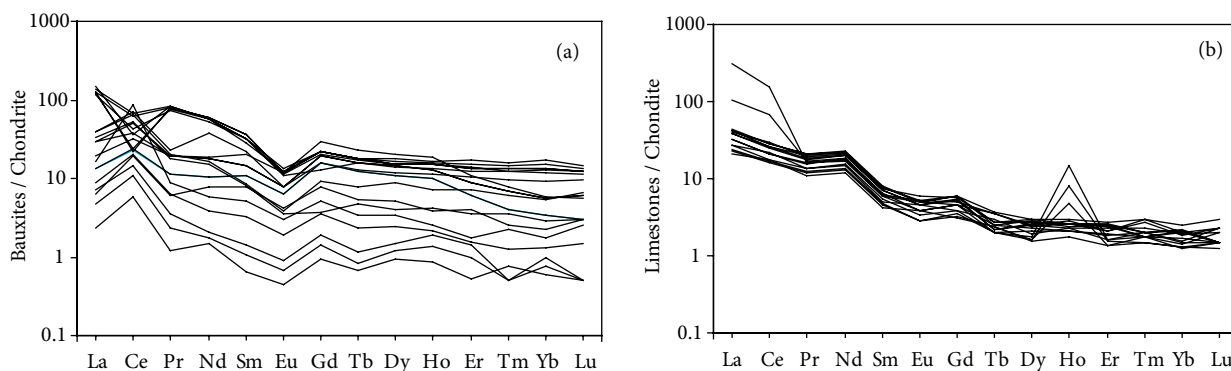 (a)
Bauxites / Chondrite
1000
100
10
1
0.1
La Ce Pr Nd Sm Eu Gd Tb Dy Ho Er Tm Yb Lu
(b)
Limestones / Chondite
1000
100
10
1
0.1
La Ce Pr Nd Sm Eu Gd Tb Dy Ho Er Tm Yb Lu